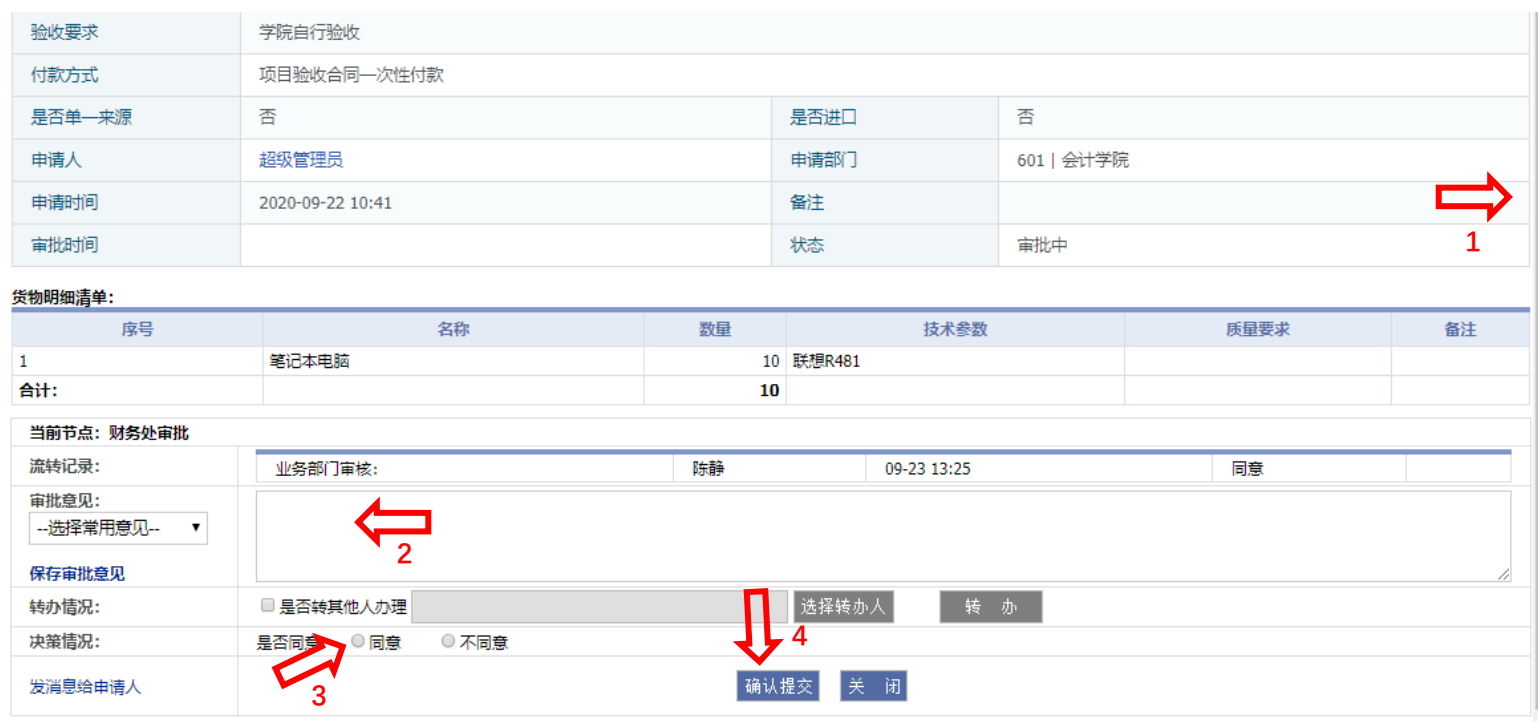 验收要求 学院自行验收
付款方式 项目验收合同一次性付款
是否单一来源 否 是否进口 否
申请人 超级管理员 申请部门 601 | 会计学院
申请时间 2020-09-22 10:41 备注
1
审批时间 状态 审批中
货物明细清单：
序号 名称 数量 技术参数 质量要求 备注
1 笔记本电脑 10 联想R481
合计： 10
当前节点：财务处审批
流转记录： 业务部门审核： 陈静 09-23 13:25 同意
审批意见：
--选择常用意见--
2
保存审批意见
转办情况： 是否转其他人办理 选择转办人 转 办
4
决策情况： 是否同意 同意 不同意
3
发消息给申请人 确认提交 关 闭